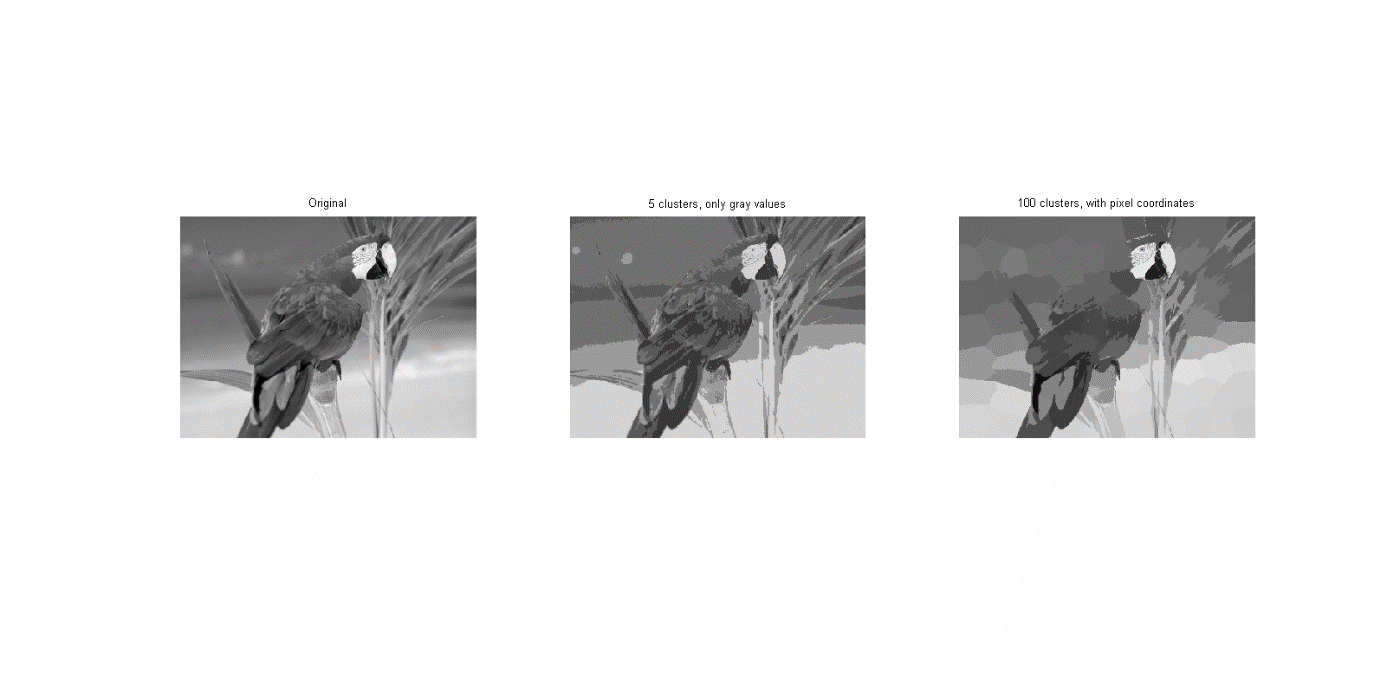 Original
5 clusters, only gray values
100 clusters, with pixel coordinates